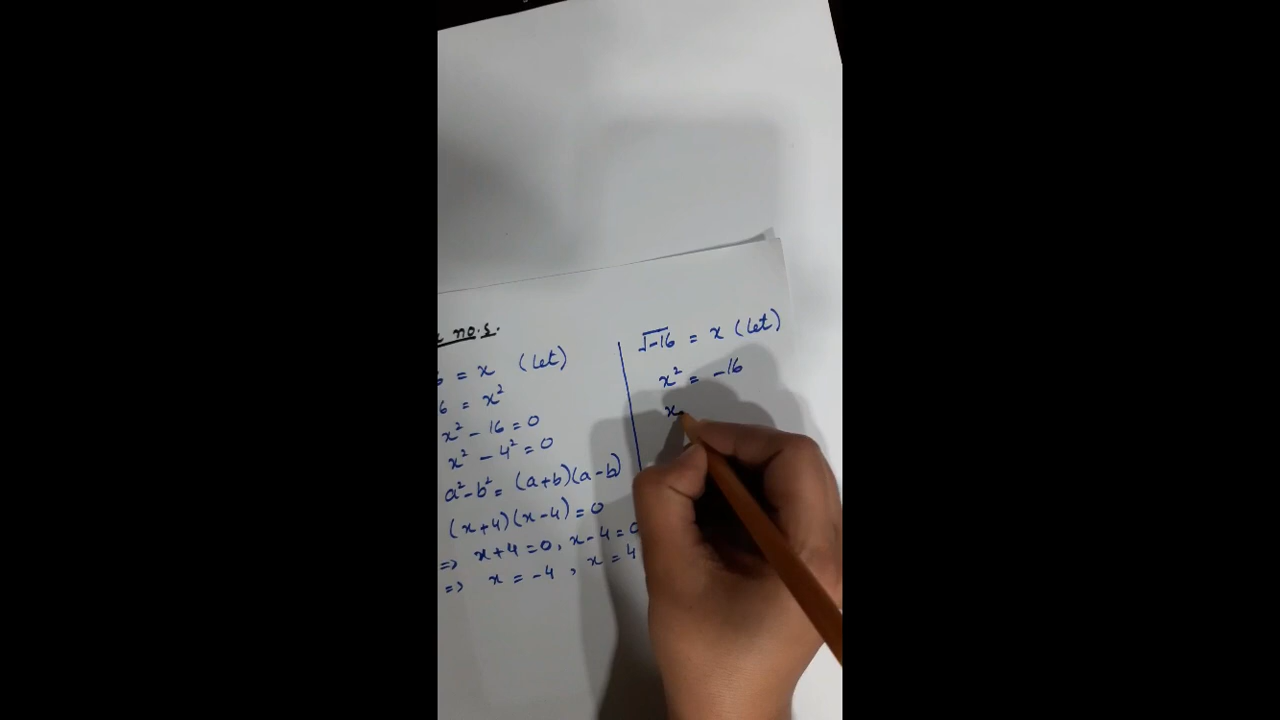 no.s.
= x (let)
6 = x²
x² - 16 = 0
x² - 4² = 0
a² - b² = (a+b)(a-b)
(x+4)(x-4) = 0
=> x+4 = 0, x-4 = 0
=> x = -4, x = 4
√-16 = x (let)
x² = -16
x